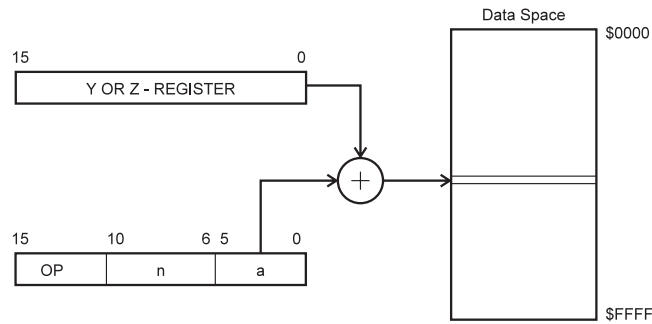 Data Space
$0000
15 0
Y OR Z - REGISTER
+
15 10 6 5 0
OP n a
$FFFF